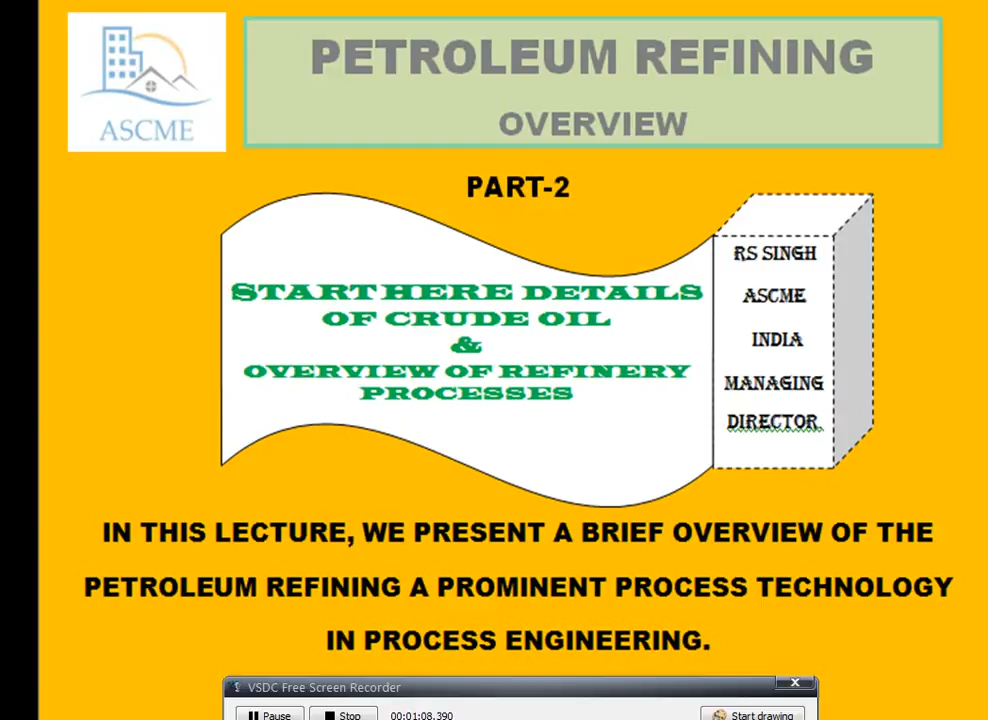 ASCME
PETROLEUM REFINING
OVERVIEW
PART-2
START HERE DETAILS
OF CRUDE OIL
&
OVERVIEW OF REFINERY
PROCESSES
RS SINGH
ASCME
INDIA
MANAGING
DIRECTOR.
IN THIS LECTURE, WE PRESENT A BRIEF OVERVIEW OF THE
PETROLEUM REFINING A PROMINENT PROCESS TECHNOLOGY
IN PROCESS ENGINEERING.
VSDC Free Screen Recorder
Pause Stop 00:01:08.390 Start drawing